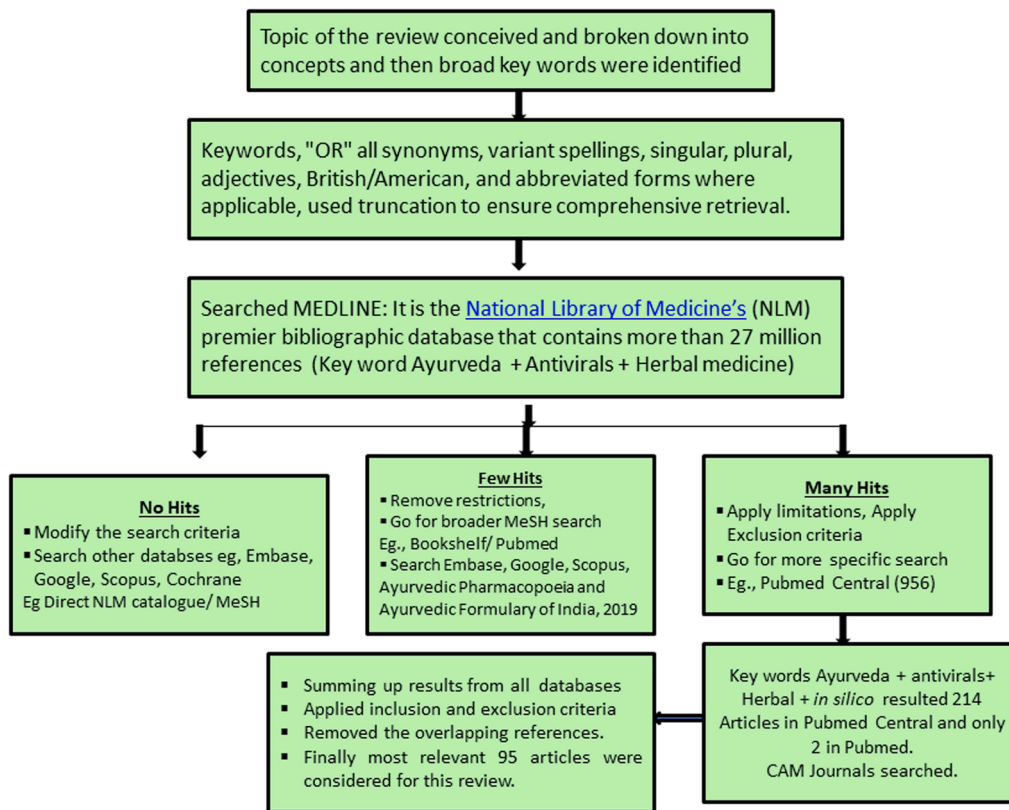 Topic of the review conceived and broken down into
concepts and then broad key words were identified
Keywords, "OR" all synonyms, variant spellings, singular, plural,
adjectives, British/American, and abbreviated forms where
applicable, used truncation to ensure comprehensive retrieval.
Searched MEDLINE: It is the National Library of Medicine's (NLM)
premier bibliographic database that contains more than 27 million
references (Key word Ayurveda + Antivirals + Herbal medicine)
No Hits
▪ Modify the search criteria
▪ Search other databses eg, Embase,
Google, Scopus, Cochrane
Eg Direct NLM catalogue/ MeSH
Few Hits
▪ Remove restrictions,
▪ Go for broader MeSH search
Eg., Bookshelf/ Pubmed
▪ Search Embase, Google, Scopus,
Ayurvedic Pharmacopoeia and
Ayurvedic Formulary of India, 2019
Many Hits
▪ Apply limitations, Apply
Exclusion criteria
▪ Go for more specific search
▪ Eg., Pubmed Central (956)
Key words Ayurveda + antivirals+
Herbal + in silico resulted 214
Articles in Pubmed Central and only
2 in Pubmed.
CAM Journals searched.
▪ Summing up results from all databases
▪ Applied inclusion and exclusion criteria
▪ Removed the overlapping references.
▪ Finally most relevant 95 articles were
considered for this review.